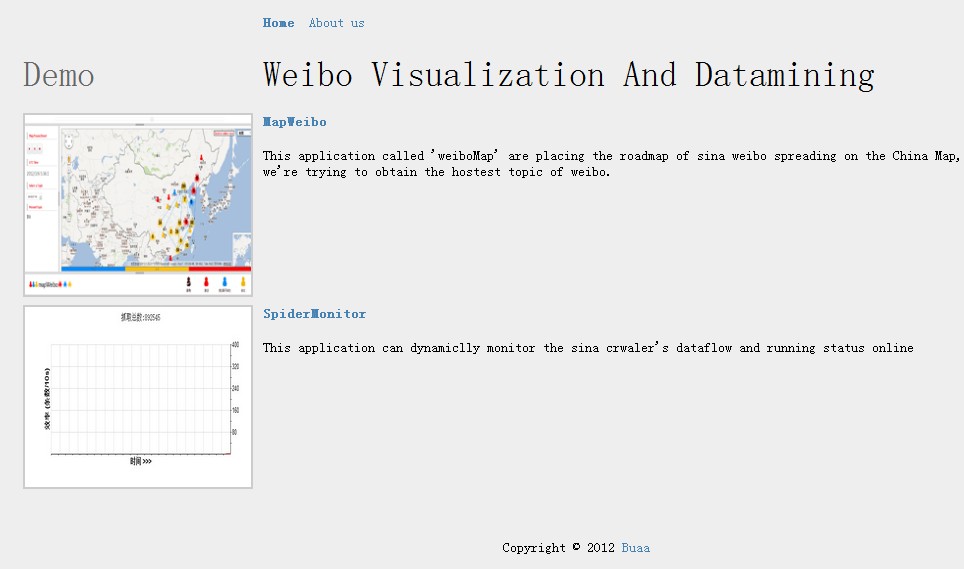 Home About us
Demo
Weibo Visualization And Datamining
MapWeibo
This application called 'weiboMap' are placing the roadmap of sina weibo spreading on the China Map,
we're trying to obtain the hostest topic of weibo.
SpiderMonitor
This application can dynamiclly monitor the sina crwaler's dataflow and running status online
抓取总数:892545
400
320
240
160
80
效率(条数/10s)
时间 >>>
Copyright © 2012 Buaa